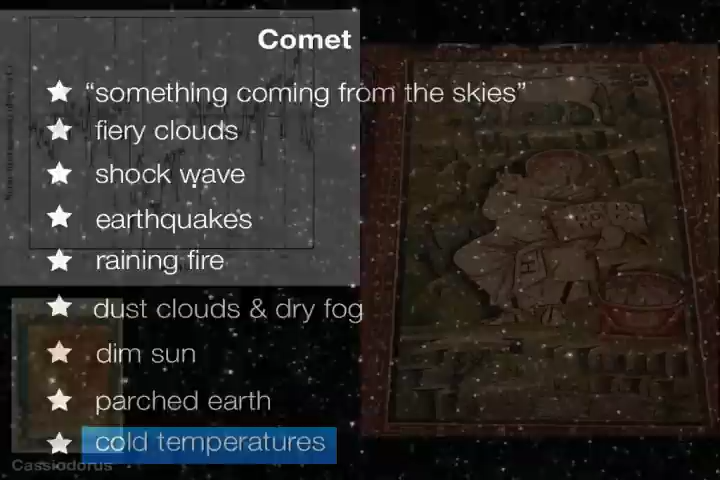 Comet
“something coming from the skies”
fiery clouds
shock wave
earthquakes
raining fire
dust clouds & dry fog
dim sun
parched earth
cold temperatures
Cassiodorus